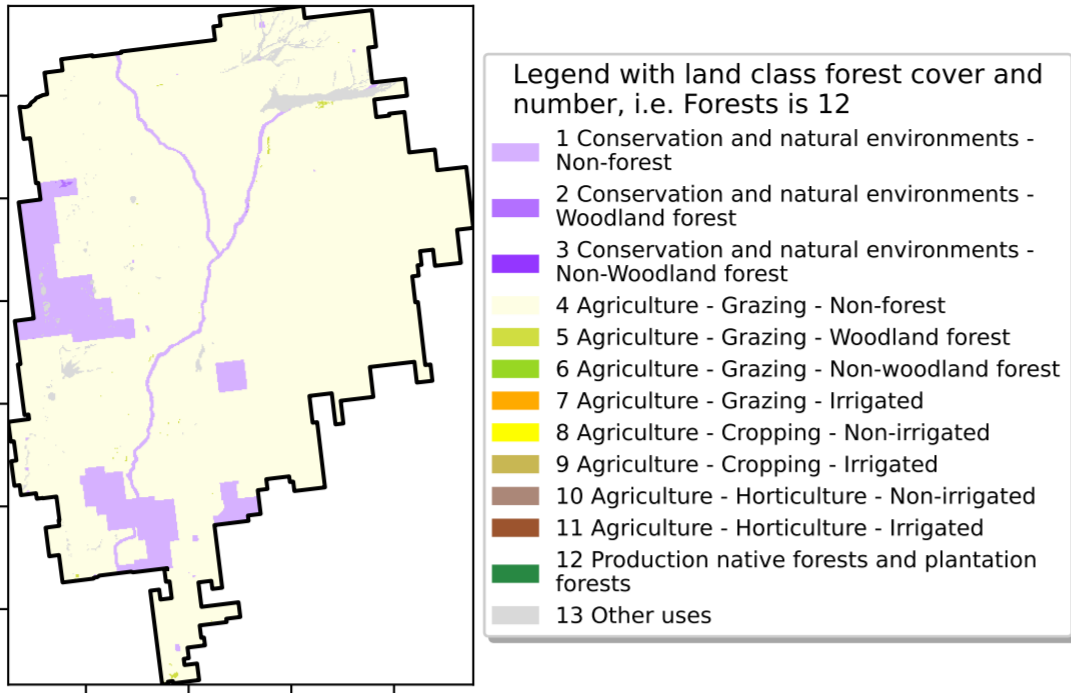 Legend with land class forest cover and
number, i.e. Forests is 12
1 Conservation and natural environments -
Non-forest
2 Conservation and natural environments -
Woodland forest
3 Conservation and natural environments -
Non-Woodland forest
4 Agriculture - Grazing - Non-forest
5 Agriculture - Grazing - Woodland forest
6 Agriculture - Grazing - Non-woodland forest
7 Agriculture - Grazing - Irrigated
8 Agriculture - Cropping - Non-irrigated
9 Agriculture - Cropping - Irrigated
10 Agriculture - Horticulture - Non-irrigated
11 Agriculture - Horticulture - Irrigated
12 Production native forests and plantation
forests
13 Other uses